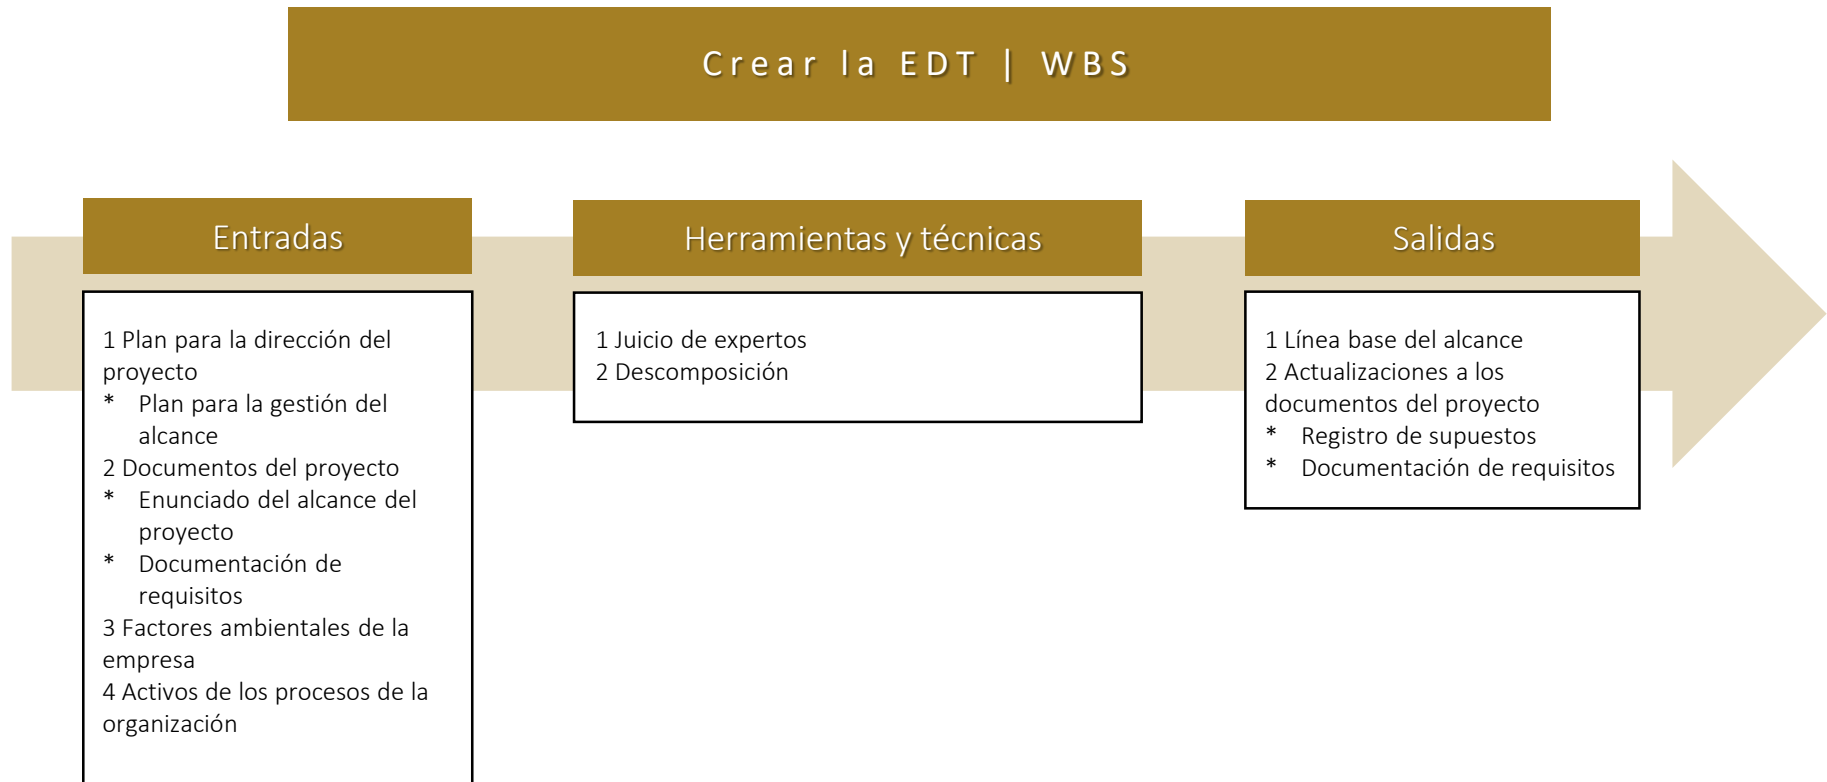 Crear la EDT | WBS
Entradas
1 Plan para la dirección del
proyecto
* Plan para la gestión del
alcance
2 Documentos del proyecto
* Enunciado del alcance del
proyecto
* Documentación de
requisitos
3 Factores ambientales de la
empresa
4 Activos de los procesos de la
organización
Herramientas y técnicas
1 Juicio de expertos
2 Descomposición
Salidas
1 Línea base del alcance
2 Actualizaciones a los
documentos del proyecto
* Registro de supuestos
* Documentación de requisitos